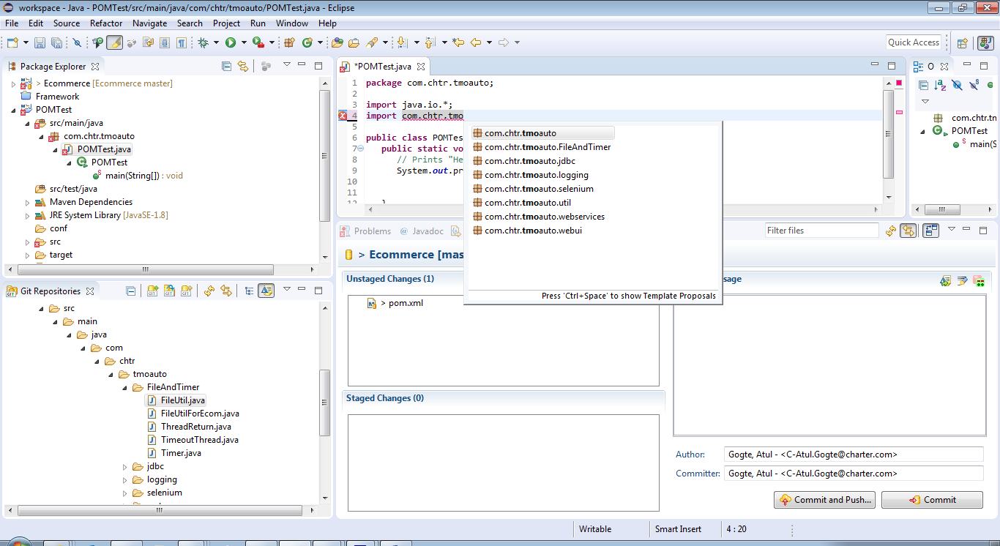 workspace - Java - POMTest/src/main/java/com/chtr/tmoauto/POMTest.java - Eclipse
File Edit Source Refactor Navigate Search Project Run Window Help
Quick Access
Package Explorer
> Ecommerce [Ecommerce master]
Framework
POMTest
src/main/java
com.chtr.tmoauto
POMTest.java
POMTest
main(String[]) : void
src/test/java
Maven Dependencies
JRE System Library [JavaSE-1.8]
conf
src
target
Git Repositories
src
main
java
com
chtr
tmoauto
FileAndTimer
FileUtil.java
FileUtilForEcom.java
ThreadReturn.java
TimeoutThread.java
Timer.java
jdbc
logging
selenium
*POMTest.java
1 package com.chtr.tmoauto;
2
3 import java.io.*;
4 import com.chtr.tmo
5
6 public class POMTes
7 public static vo
8 // Prints "He
9 System.out.pr
10
11
12 }
com.chtr.tmoauto
com.chtr.tmoauto.FileAndTimer
com.chtr.tmoauto.jdbc
com.chtr.tmoauto.logging
com.chtr.tmoauto.selenium
com.chtr.tmoauto.util
com.chtr.tmoauto.webservices
com.chtr.tmoauto.webui
Press 'Ctrl+Space' to show Template Proposals
O
com.chtr.tn
POMTest
main(S
Problems @ Javadoc
Filter files
> Ecommerce [mas
Unstaged Changes (1)
> pom.xml
Staged Changes (0)
sage
Author: Gogte, Atul - <C-Atul.Gogte@charter.com>
Committer: Gogte, Atul - <C-Atul.Gogte@charter.com>
Commit and Push... Commit
Writable Smart Insert 4 : 20